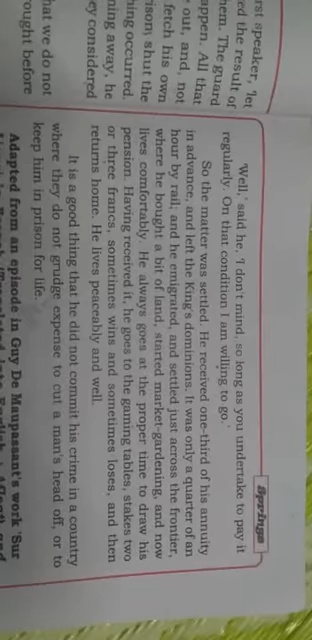 Springs
'Well,' said he, 'I don't mind, so long as you undertake to pay it
regularly. On that condition I am willing to go.'
So the matter was settled. He received one-third of his annuity
in advance, and left the King's dominions. It was only a quarter of an
hour by rail, and he emigrated, and settled just across the frontier,
where he bought a bit of land, started market-gardening, and now
lives comfortably. He always goes at the proper time to draw his
pension. Having received it, he goes to the gaming tables, stakes two
or three francs, sometimes wins and sometimes loses, and then
returns home. He lives peaceably and well.
It is a good thing that he did not commit his crime in a country
where they do not grudge expense to cut a man's head off, or to
keep him in prison for life.
Adapted from an episode in Guy De Maupassant's work 'Sur
rst speaker, 'let
the result of
hem. The guard
appen. All that
out, and, not
fetch his own
shut the
hing occurred.
ning away, he
ey considered
hat we do not
ought before